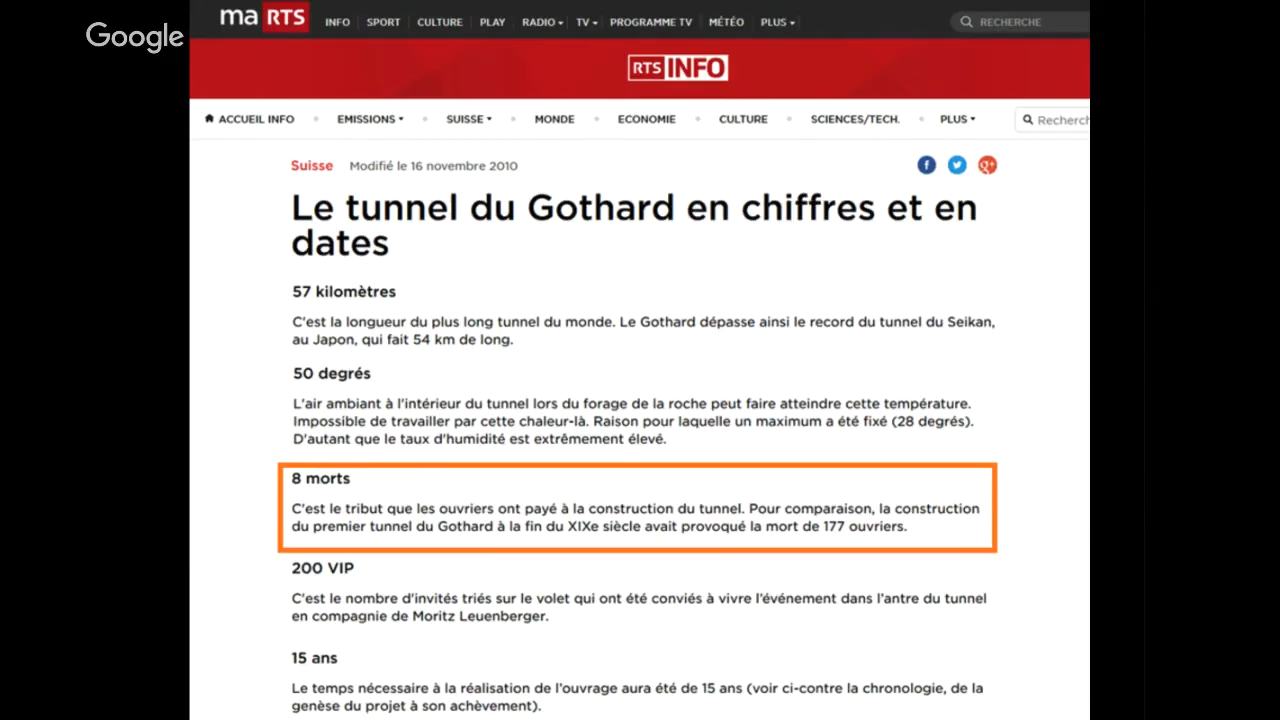 Google
ma RTS INFO SPORT CULTURE PLAY RADIO TV PROGRAMME TV MÉTÉO PLUS RECHERCHE
RTS INFO
ACCUEIL INFO EMISSIONS SUISSE MONDE ECONOMIE CULTURE SCIENCES/TECH. PLUS Recherch
Suisse Modifié le 16 novembre 2010
Le tunnel du Gothard en chiffres et en
dates
57 kilomètres
C'est la longueur du plus long tunnel du monde. Le Gothard dépasse ainsi le record du tunnel du Seikan,
au Japon, qui fait 54 km de long.
50 degrés
L'air ambiant à l'intérieur du tunnel lors du forage de la roche peut faire atteindre cette température.
Impossible de travailler par cette chaleur-là. Raison pour laquelle un maximum a été fixé (28 degrés).
D'autant que le taux d'humidité est extrêmement élevé.
8 morts
C'est le tribut que les ouvriers ont payé à la construction du tunnel. Pour comparaison, la construction
du premier tunnel du Gothard à la fin du XIXe siècle avait provoqué la mort de 177 ouvriers.
200 VIP
C'est le nombre d'invités triés sur le volet qui ont été conviés à vivre l'événement dans l'antre du tunnel
en compagnie de Moritz Leuenberger.
15 ans
Le temps nécessaire à la réalisation de l'ouvrage aura été de 15 ans (voir ci-contre la chronologie, de la
genèse du projet à son achèvement).